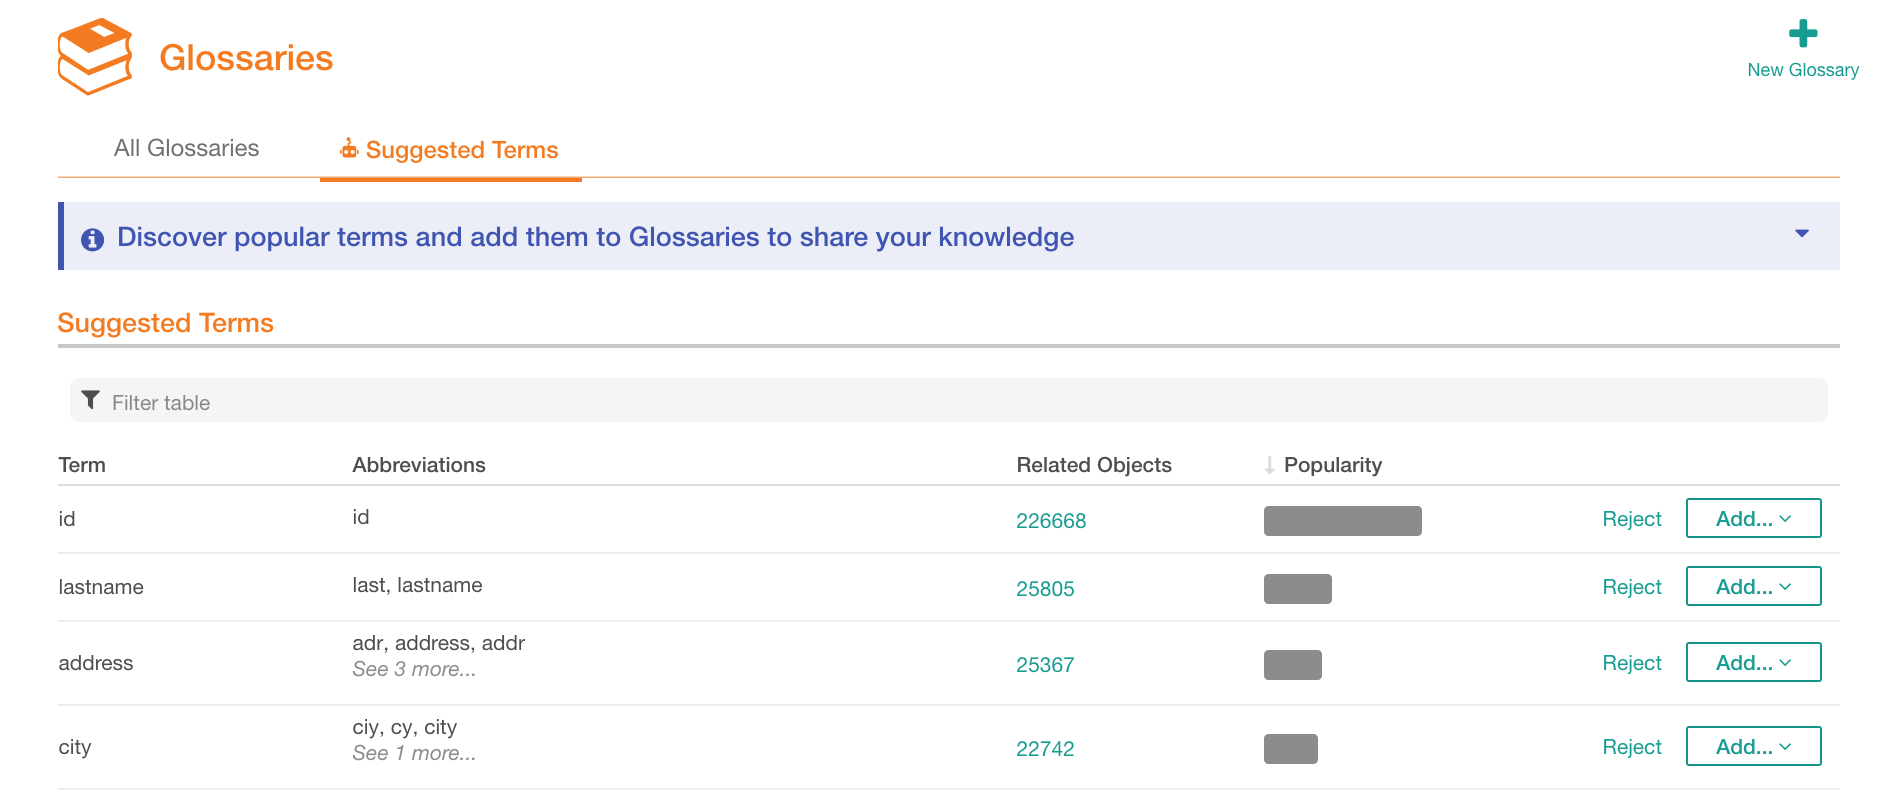 Glossaries
New Glossary
All Glossaries
Suggested Terms
Discover popular terms and add them to Glossaries to share your knowledge
Suggested Terms
Filter table
Term Abbreviations Related Objects Popularity
id id 226668 Reject Add...
lastname last, lastname 25805 Reject Add...
address adr, address, addr 25367 Reject Add...
See 3 more...
city ciy, cy, city 22742 Reject Add...
See 1 more...